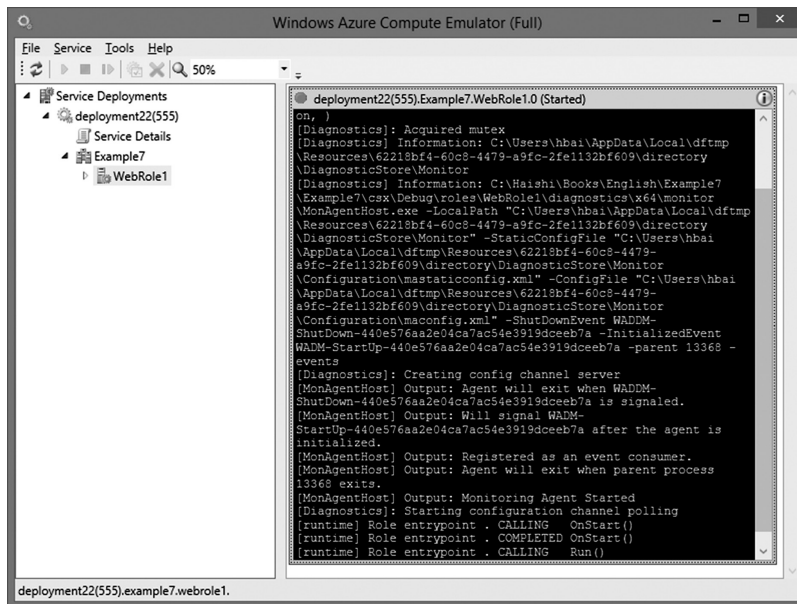 Windows Azure Compute Emulator (Full)
File Service Tools Help
50%
Service Deployments
deployment22(555)
Service Details
Example7
WebRole1
deployment22(555).Example7.WebRole1.0 (Started)
on, )
[Diagnostics]: Acquired mutex
[Diagnostics] Information: C:\Users\hbai\AppData\Local\dftmp
\Resources\62218bf4-60c8-4479-a9fc-2fe1132bf609\directory
\DiagnosticStore\Monitor
[Diagnostics] Information: C:\Haishi\Books\English\Example7
\Example7\csx\Debug\roles\WebRole1\diagnostics\x64\monitor
\MonAgentHost.exe -LocalPath "C:\Users\hbai\AppData\Local\dftmp
\Resources\62218bf4-60c8-4479-a9fc-2fe1132bf609\directory
\DiagnosticStore\Monitor" -StaticConfigFile "C:\Users\hbai
\AppData\Local\dftmp\Resources\62218bf4-60c8-4479-
a9fc-2fe1132bf609\directory\DiagnosticStore\Monitor
\Configuration\mastaticconfig.xml" -ConfigFile "C:\Users\hbai
\AppData\Local\dftmp\Resources\62218bf4-60c8-4479-
a9fc-2fe1132bf609\directory\DiagnosticStore\Monitor
\Configuration\maconfig.xml" -ShutDownEvent WADDM-
ShutDown-440e576aa2e04ca7ac54e3919dceeb7a -InitializedEvent
WADM-StartUp-440e576aa2e04ca7ac54e3919dceeb7a -parent 13368 -
events
[Diagnostics]: Creating config channel server
[MonAgentHost] Output: Agent will exit when WADDM-
ShutDown-440e576aa2e04ca7ac54e3919dceeb7a is signaled.
[MonAgentHost] Output: Will signal WADM-
StartUp-440e576aa2e04ca7ac54e3919dceeb7a after the agent is
initialized.
[MonAgentHost] Output: Registered as an event consumer.
[MonAgentHost] Output: Agent will exit when parent process
13368 exits.
[MonAgentHost] Output: Monitoring Agent Started
[Diagnostics]: Starting configuration channel polling
[runtime] Role entrypoint . CALLING OnStart()
[runtime] Role entrypoint . COMPLETED OnStart()
[runtime] Role entrypoint . CALLING Run()
deployment22(555).example7.webrole1.